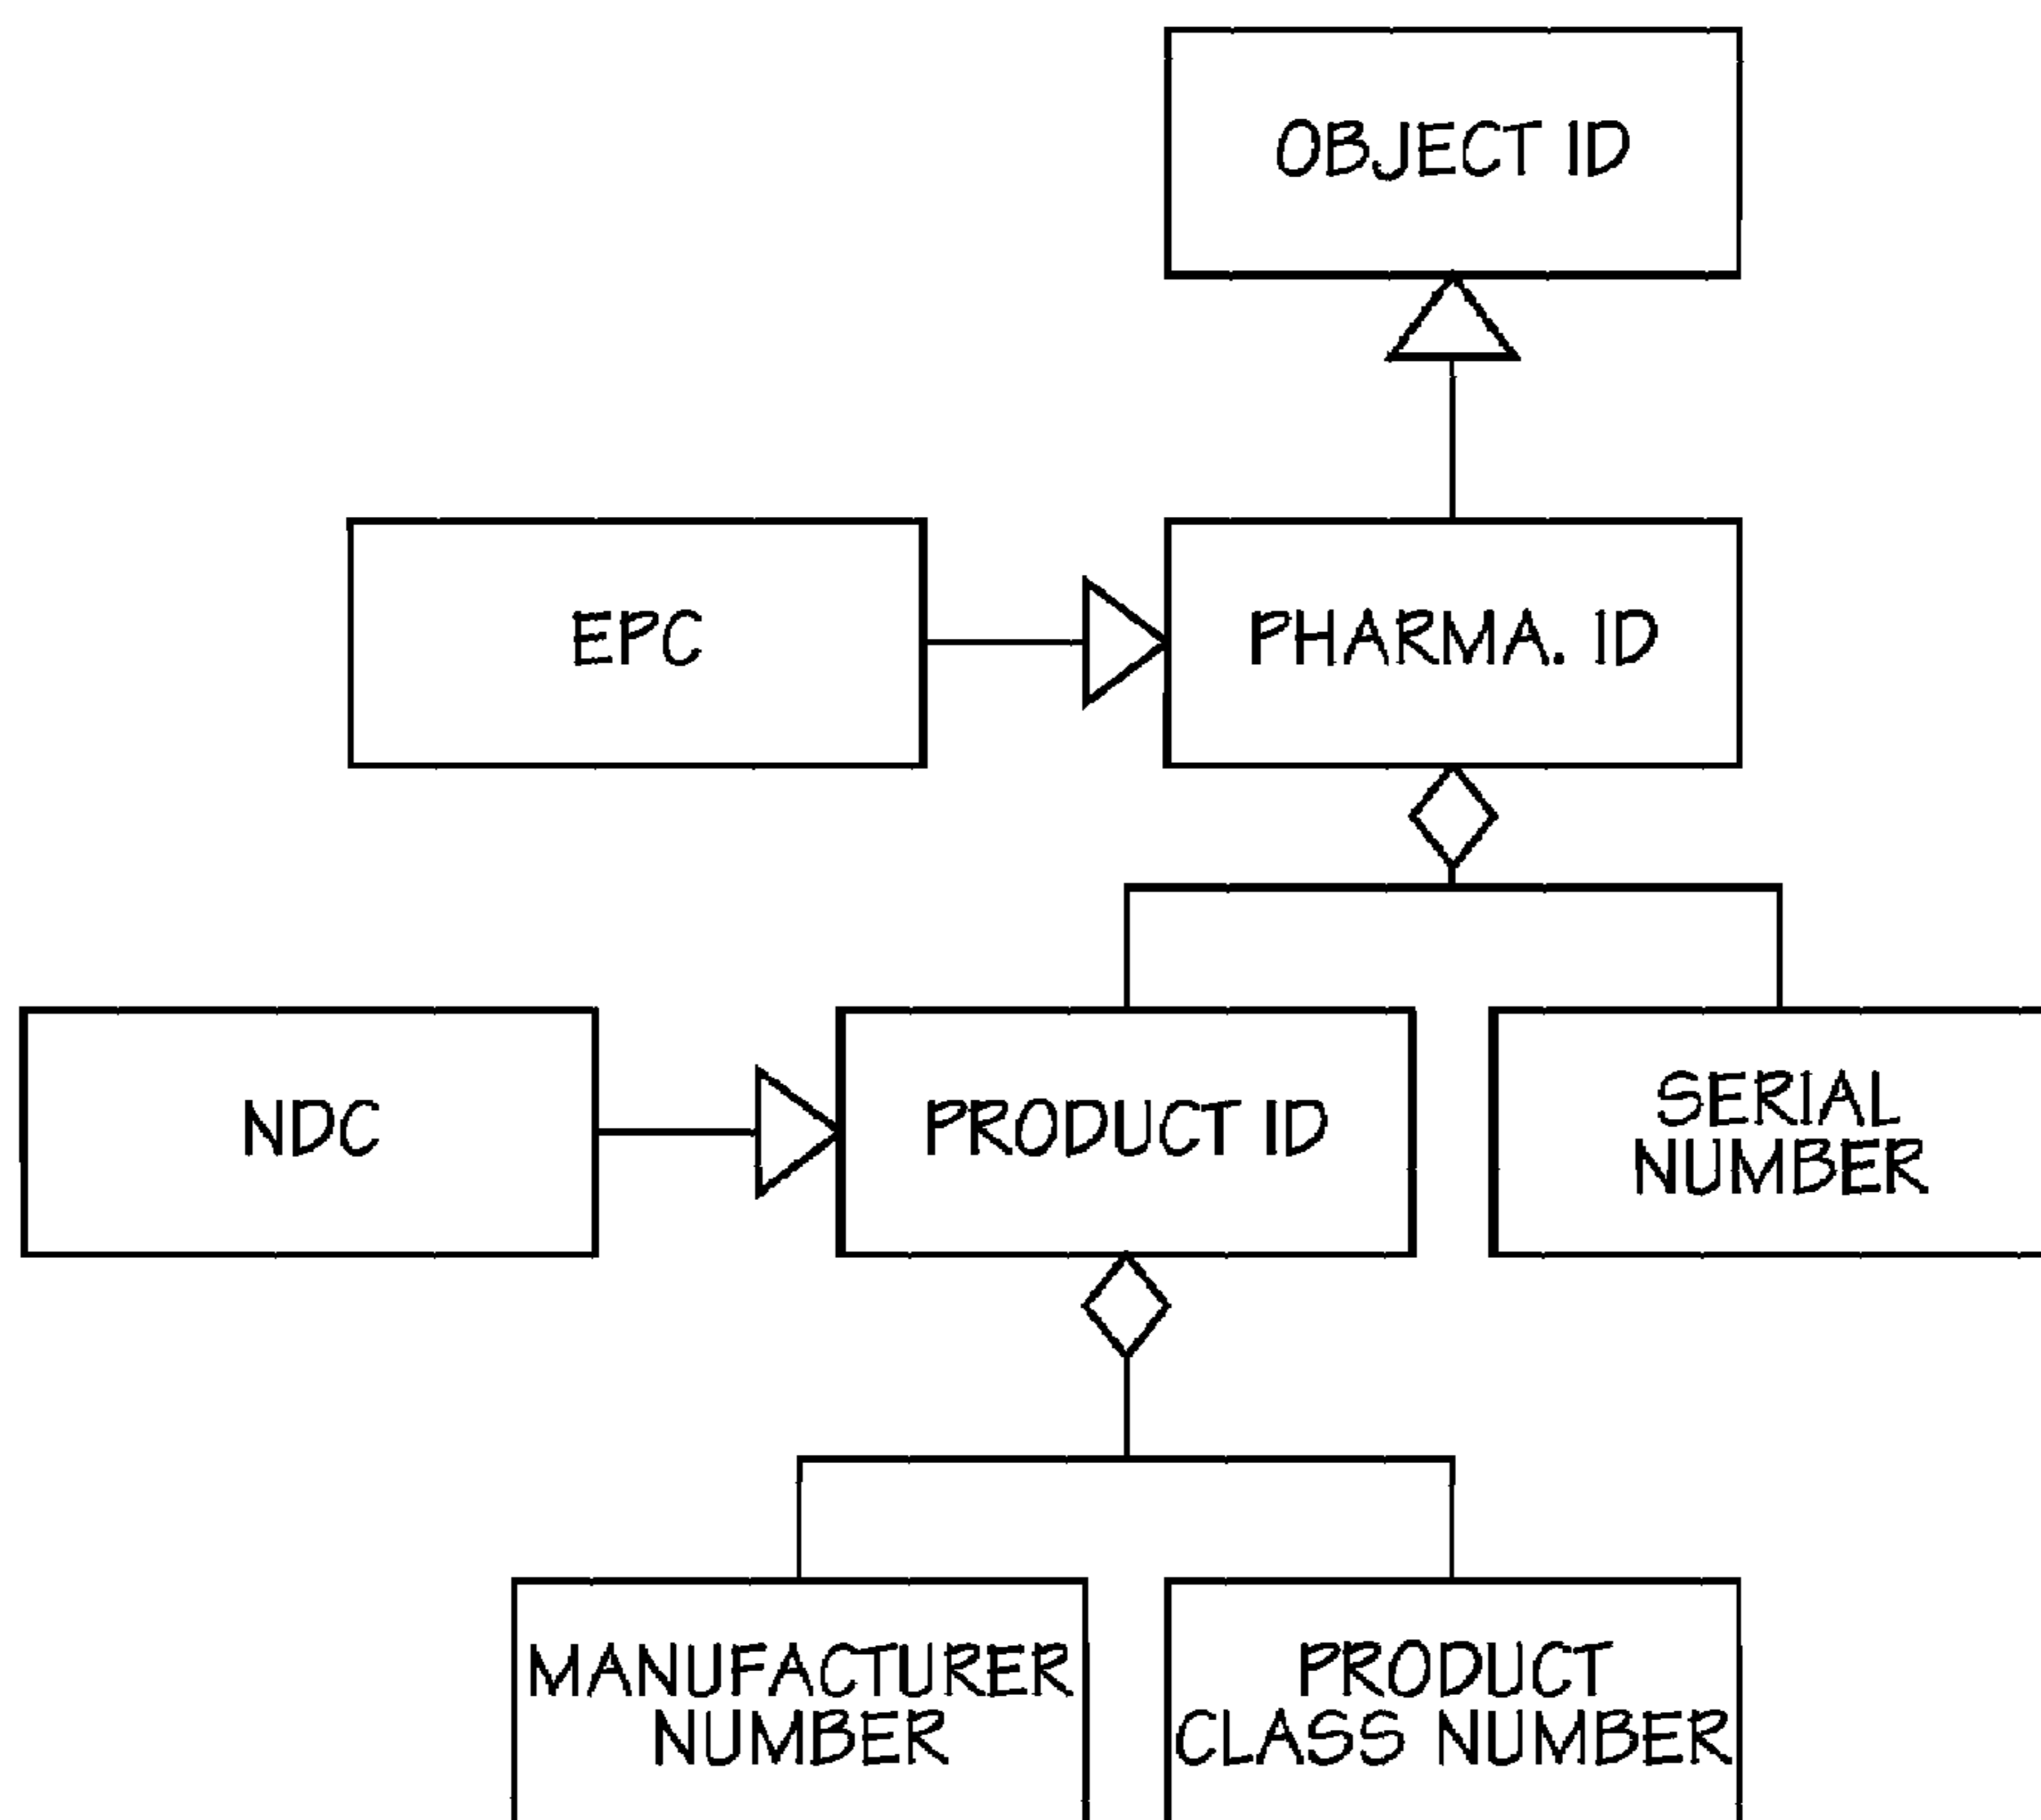 OBJECT ID
EPC
PHARMA. ID
NDC
PRODUCT ID
SERIAL
NUMBER
MANUFACTURER
NUMBER
PRODUCT
CLASS NUMBER